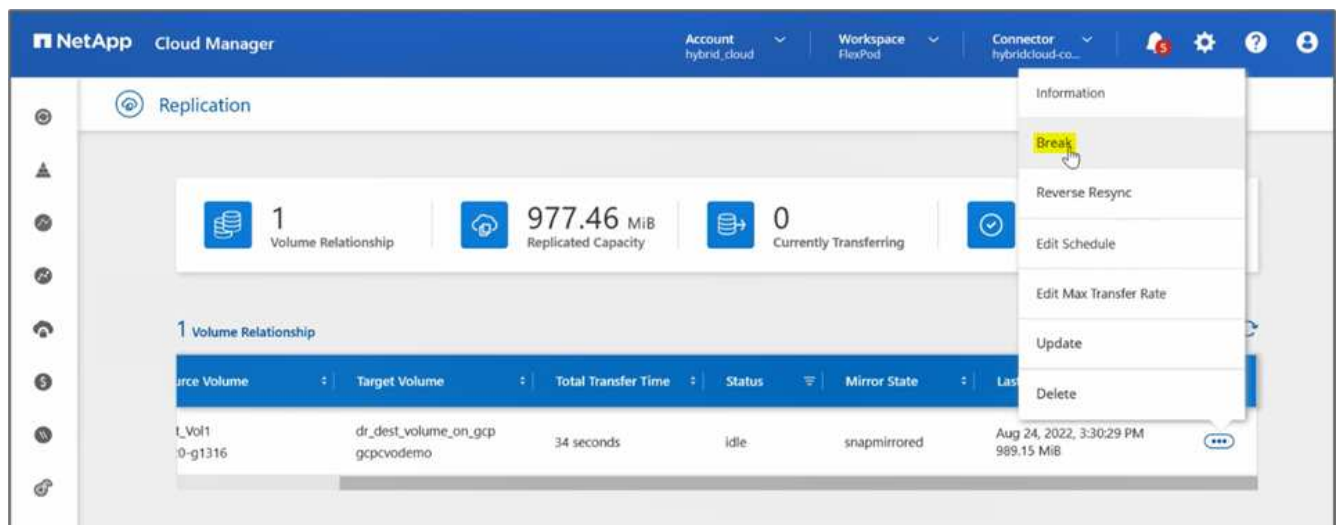 NetApp Cloud Manager
Account
hybrid_cloud
Workspace
FlexPod
Connector
hybridcloud-co...
5
Replication
Information
Break
Reverse Resync
Edit Schedule
Edit Max Transfer Rate
Update
Delete
1
Volume Relationship
977.46 MiB
Replicated Capacity
0
Currently Transferring
1 Volume Relationship
urce Volume Target Volume Total Transfer Time Status Mirror State Las
t_Vol1 dr_dest_volume_on_gcp 34 seconds idle snapmirrored Aug 24, 2022, 3:30:29 PM
0-g1316 gcpcvodemo 989.15 MiB